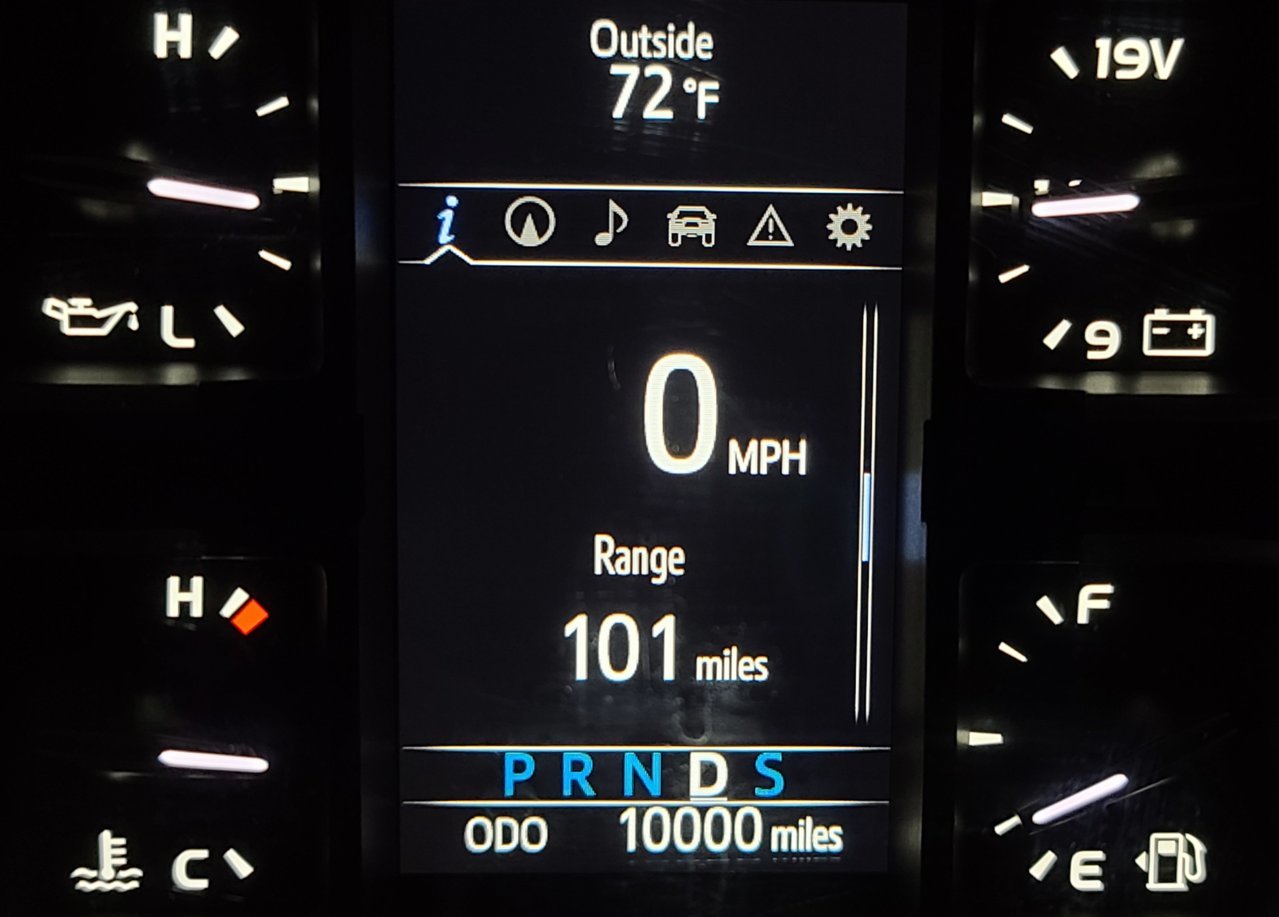 H
Outside
19V
72 °F
i
L
9
0 MPH
Range
H
F
101 miles
P R N D S
ODO 10000 miles
C
E